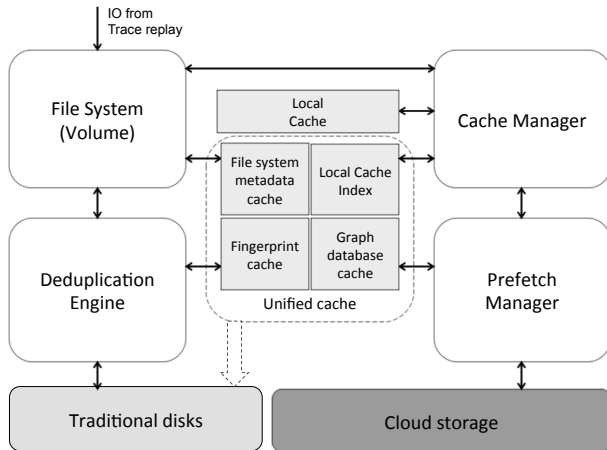 IO from
Trace replay
File System
(Volume)
Local
Cache
Cache Manager
File system
metadata
cache
Local Cache
Index
Deduplication
Engine
Fingerprint
cache
Graph
database
cache
Prefetch
Manager
Unified cache
Traditional disks
Cloud storage